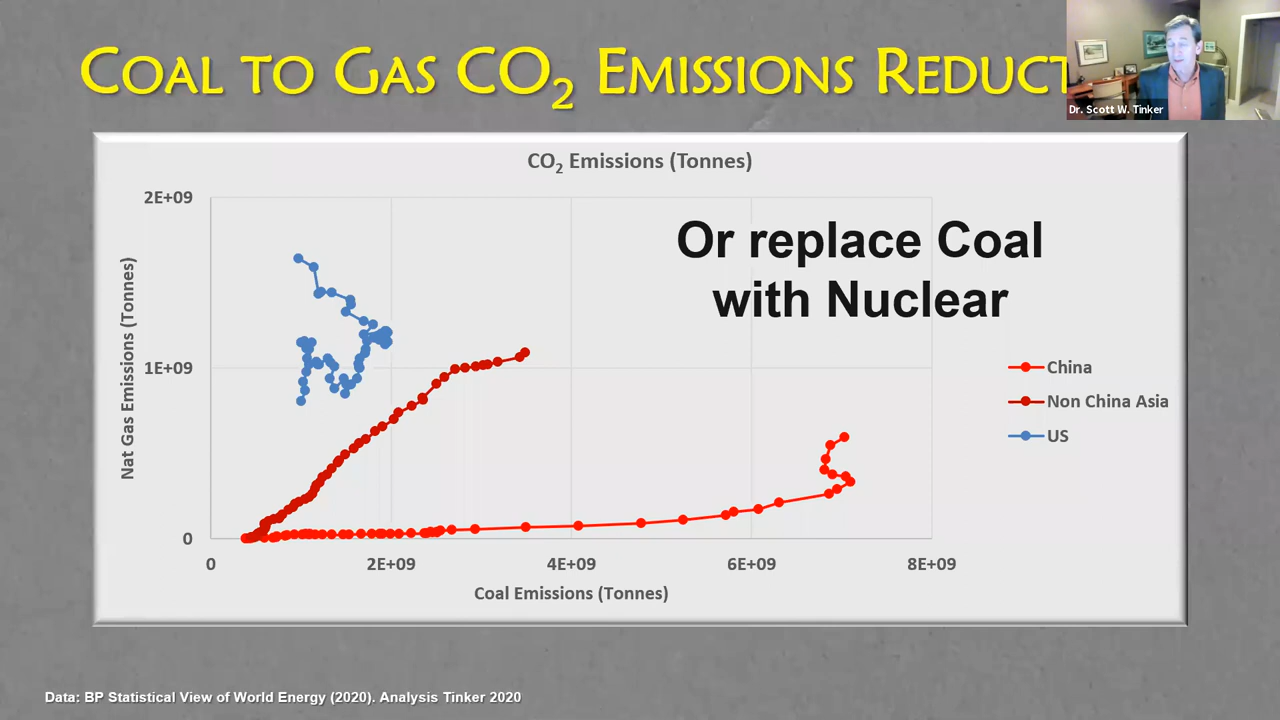 COAL TO GAS CO₂ EMISSIONS REDUCT
Dr. Scott W. Tinker
CO₂ Emissions (Tonnes)
2E+09
1E+09
0
Nat Gas Emissions (Tonnes)
Or replace Coal
with Nuclear
China
Non China Asia
US
0 2E+09 4E+09 6E+09 8E+09
Coal Emissions (Tonnes)
Data: BP Statistical View of World Energy (2020). Analysis Tinker 2020